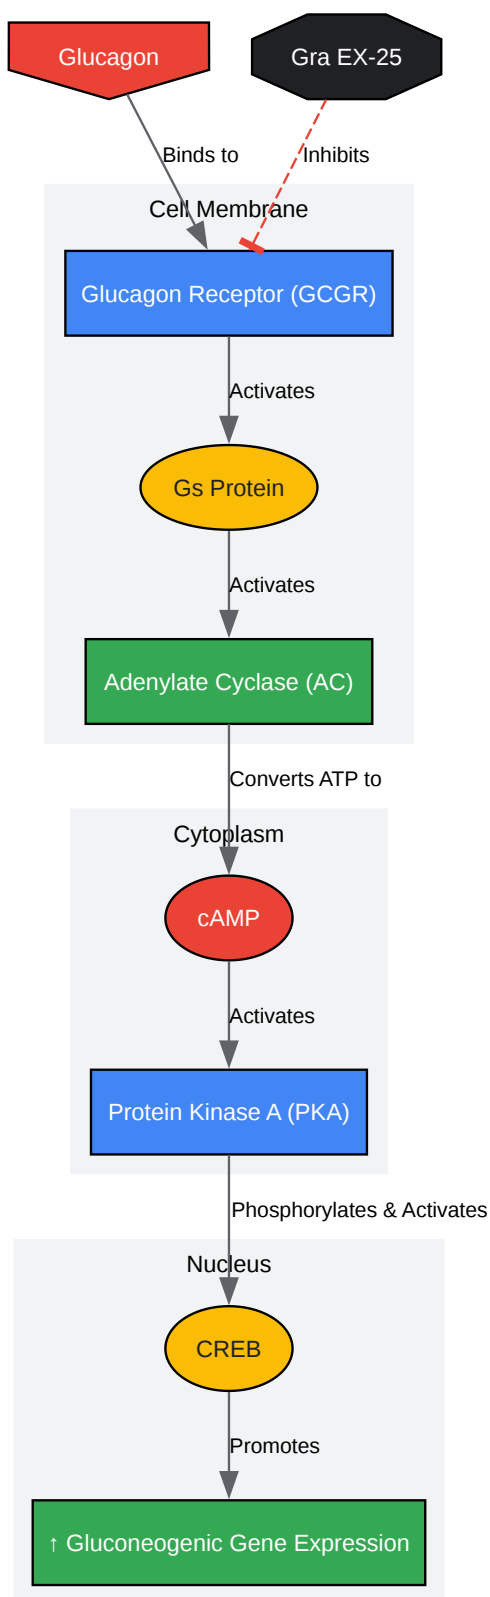 Glucagon
Gra EX-25
Binds to
Inhibits
Cell Membrane
Glucagon Receptor (GCGR)
Activates
Gs Protein
Activates
Adenylate Cyclase (AC)
Converts ATP to
Cytoplasm
cAMP
Activates
Protein Kinase A (PKA)
Phosphorylates & Activates
Nucleus
CREB
Promotes
↑ Gluconeogenic Gene Expression